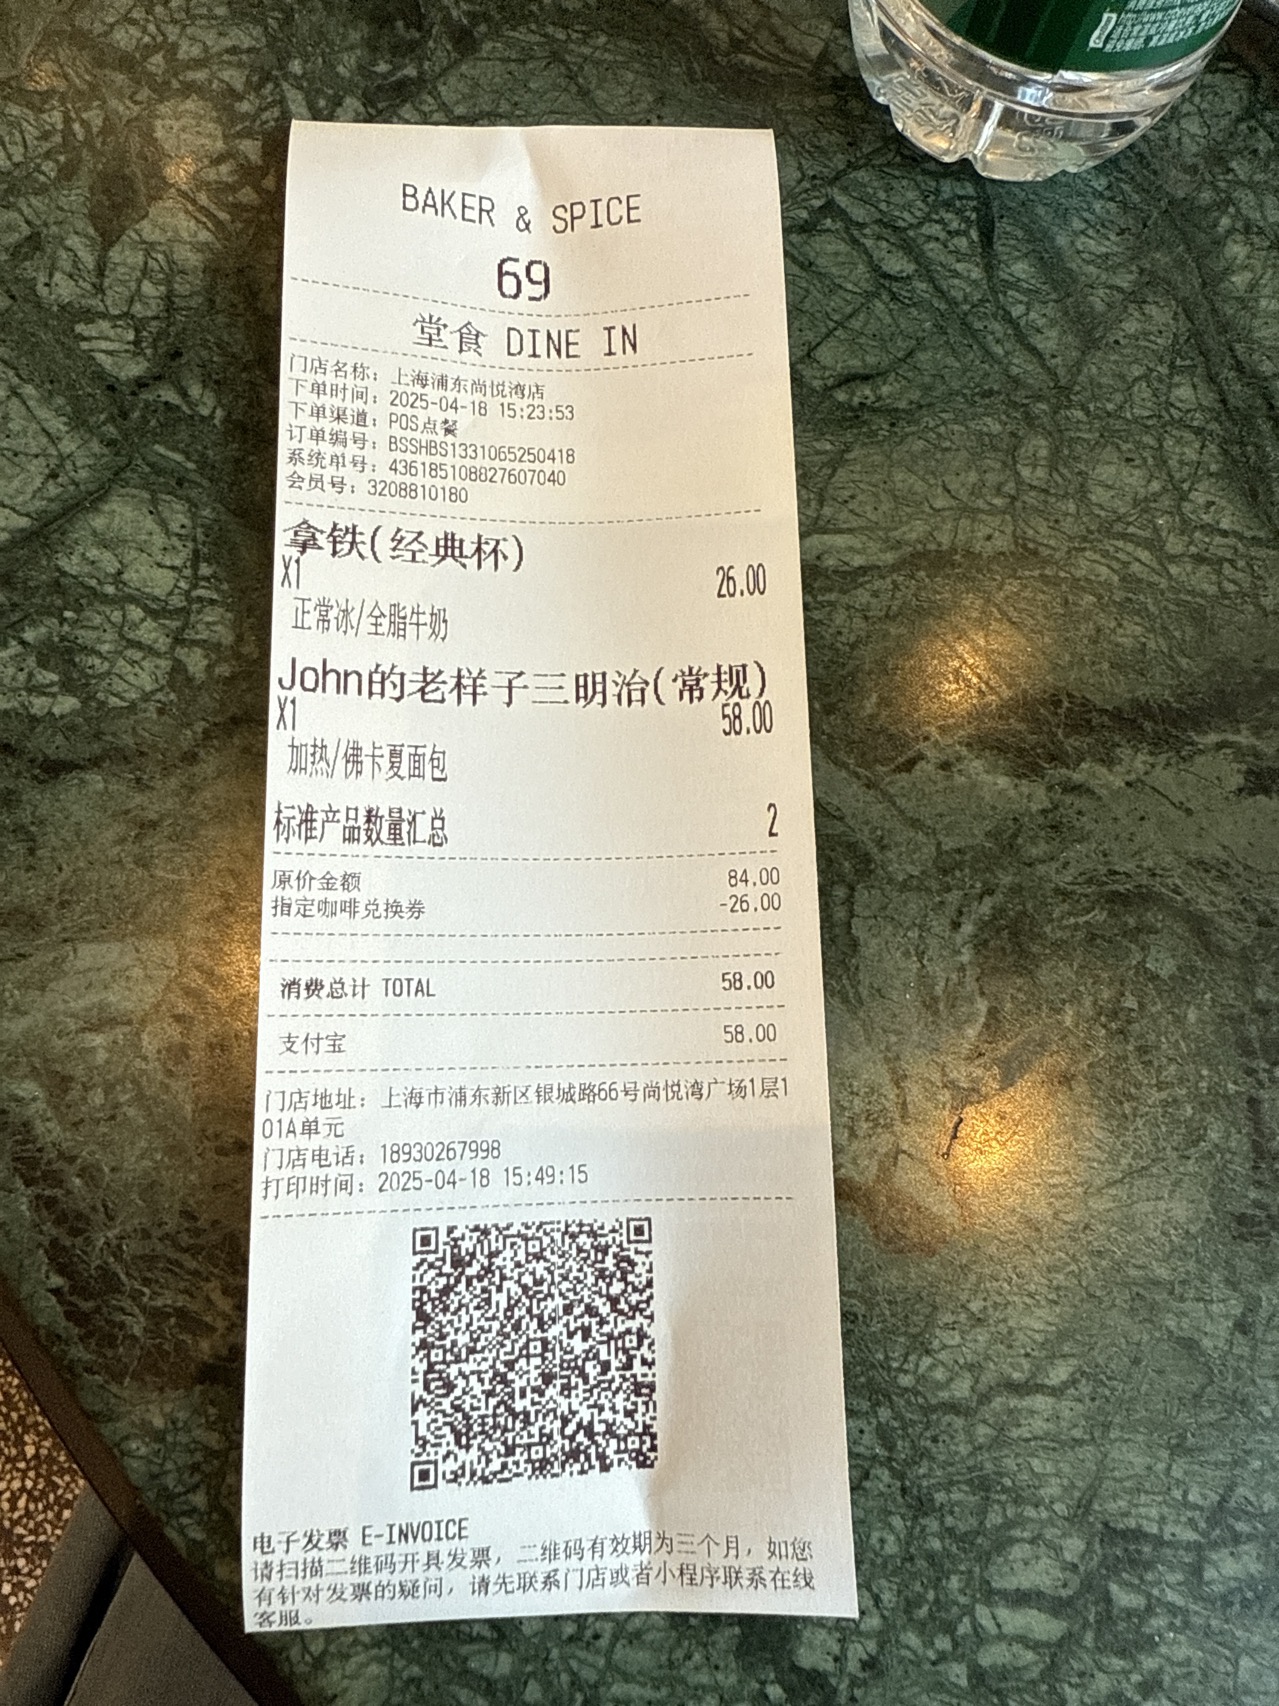 BAKER & SPICE
69
堂食 DINE IN
门店名称：上海浦东尚悦湾店
下单时间：2025-04-18 15:23:53
下单渠道：POS点餐
订单编号：BSSHBS1331065250418
系统单号：436185108827607040
会员号：3208810180
拿铁(经典杯)
X1 26.00
正常冰/全脂牛奶
John的老样子三明治(常规)
X1 58.00
加热/佛卡夏面包
标准产品数量汇总 2
原价金额 84.00
指定咖啡兑换券 -26.00
消费总计 TOTAL 58.00
支付宝 58.00
门店地址：上海市浦东新区银城路66号尚悦湾广场1层1
01A单元
门店电话：18930267998
打印时间：2025-04-18 15:49:15
电子发票 E-INVOICE
请扫描二维码开具发票，二维码有效期为三个月，如您
有针对发票的疑问，请先联系门店或者小程序联系在线
客服。